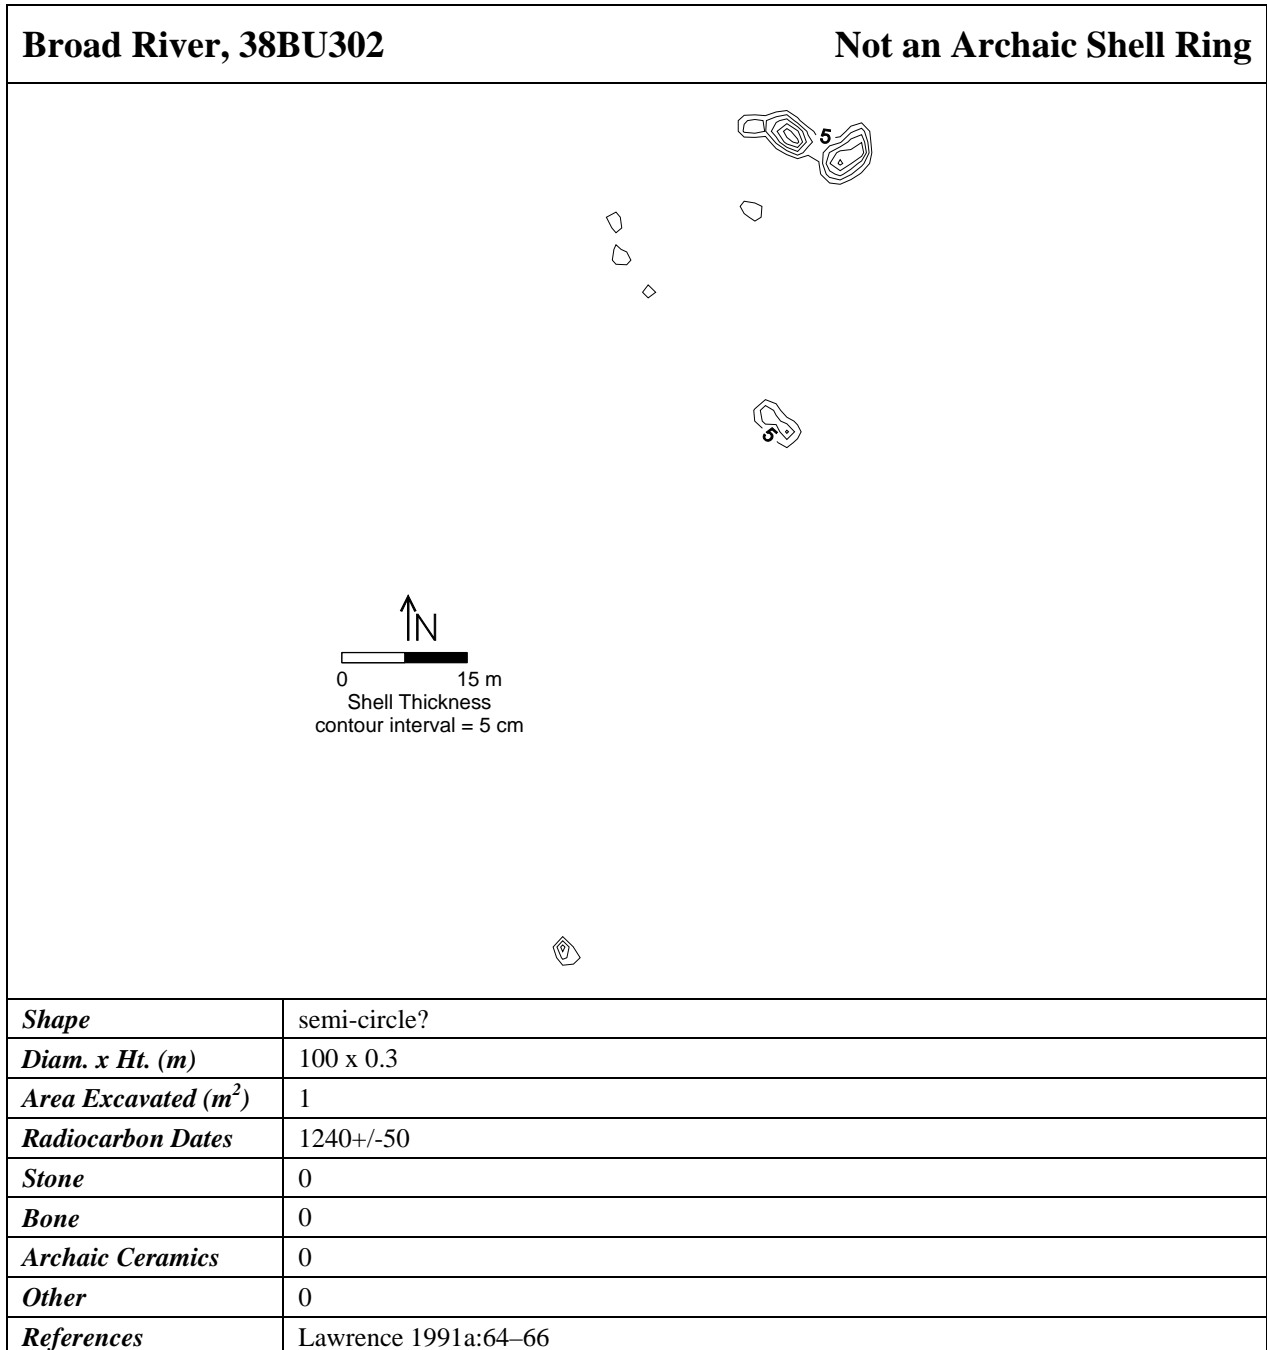 Broad River, 38BU302 Not an Archaic Shell Ring
5
5
N
0 15 m
Shell Thickness
contour interval = 5 cm
Shape semi-circle?
Diam. x Ht. (m) 100 x 0.3
Area Excavated (m²) 1
Radiocarbon Dates 1240+/-50
Stone 0
Bone 0
Archaic Ceramics 0
Other 0
References Lawrence 1991a:64–66